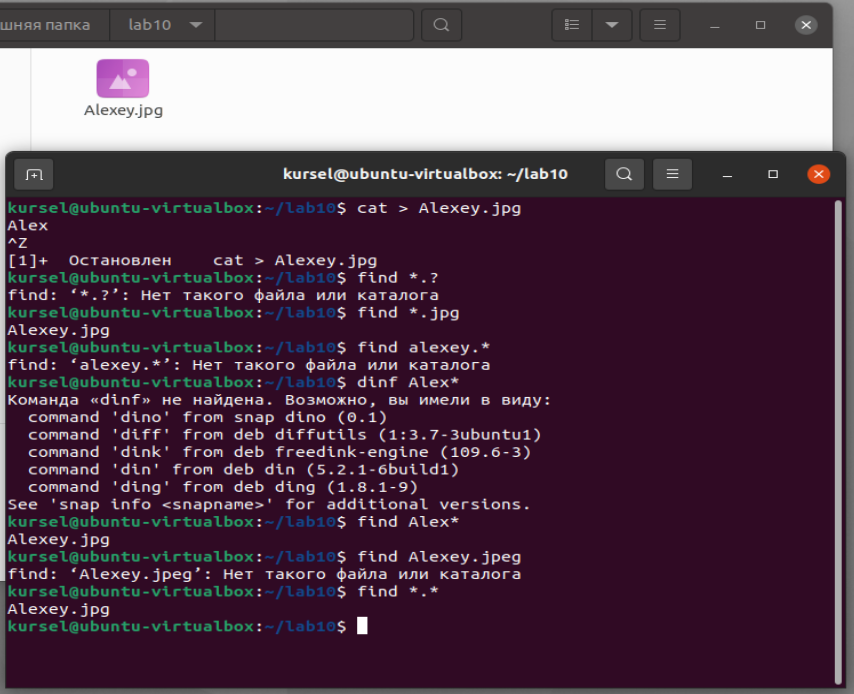 шняя папка
lab10
Alexey.jpg
kursel@ubuntu-virtualbox: ~/lab10
kursel@ubuntu-virtualbox:~/lab10$ cat > Alexey.jpg
Alex
^Z
[1]+  Остановлен    cat > Alexey.jpg
kursel@ubuntu-virtualbox:~/lab10$ find *.?
find: ‘*.?’: Нет такого файла или каталога
kursel@ubuntu-virtualbox:~/lab10$ find *.jpg
Alexey.jpg
kursel@ubuntu-virtualbox:~/lab10$ find alexey.*
find: ‘alexey.*’: Нет такого файла или каталога
kursel@ubuntu-virtualbox:~/lab10$ dinf Alex*
Команда «dinf» не найдена. Возможно, вы имели в виду:
  command 'dino' from snap dino (0.1)
  command 'diff' from deb diffutils (1:3.7-3ubuntu1)
  command 'dink' from deb freedink-engine (109.6-3)
  command 'din' from deb din (5.2.1-6build1)
  command 'ding' from deb ding (1.8.1-9)
See 'snap info <snapname>' for additional versions.
kursel@ubuntu-virtualbox:~/lab10$ find Alex*
Alexey.jpg
kursel@ubuntu-virtualbox:~/lab10$ find Alexey.jpeg
find: ‘Alexey.jpeg’: Нет такого файла или каталога
kursel@ubuntu-virtualbox:~/lab10$ find *.*
Alexey.jpg
kursel@ubuntu-virtualbox:~/lab10$